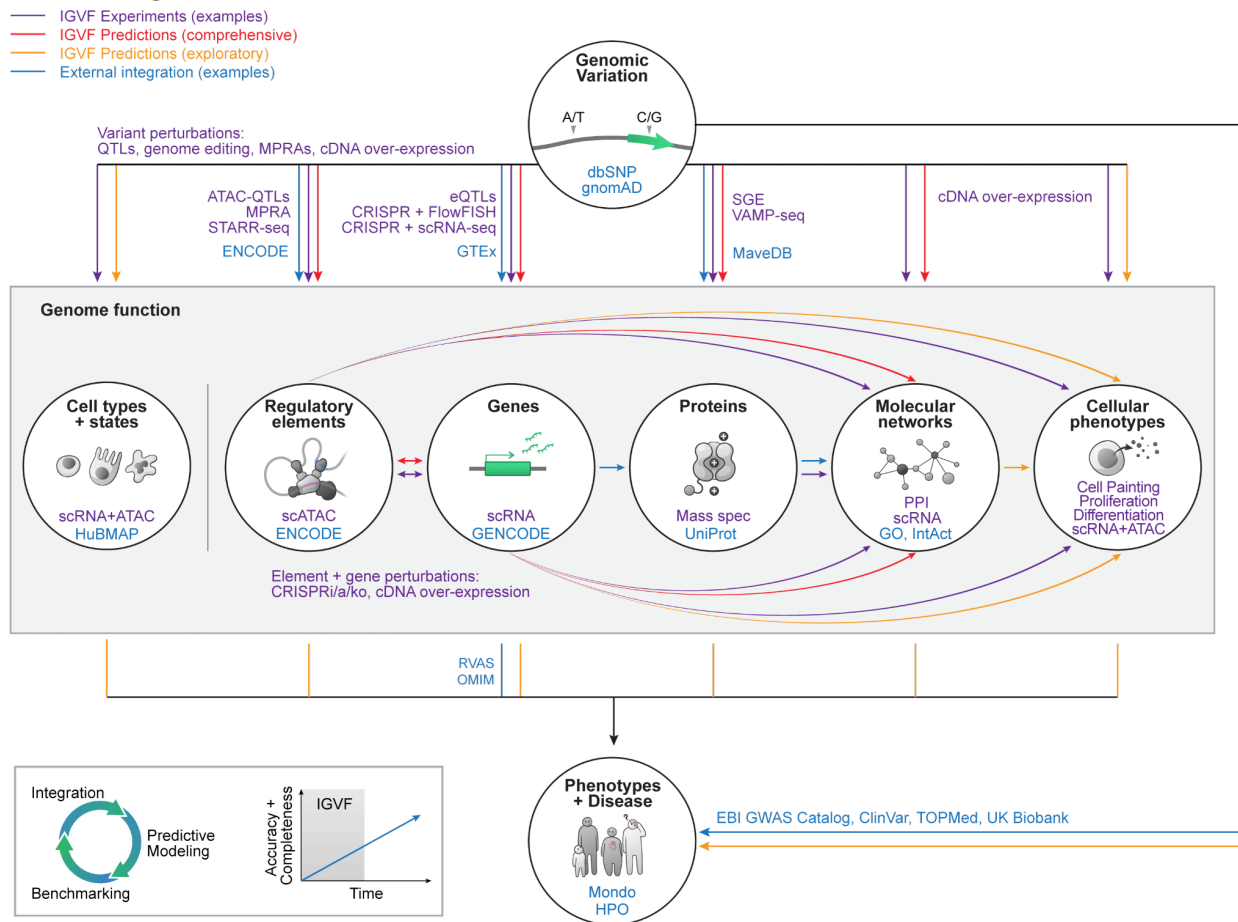 IGVF Experiments (examples)
IGVF Predictions (comprehensive)
IGVF Predictions (exploratory)
External integration (examples)
Genomic
Variation
A/T
C/G
dbSNP
gnomAD
Variant perturbations:
QTLs, genome editing, MPRAs, cDNA over-expression
ATAC-QTLs
MPRA
STARR-seq
ENCODE
eQTLs
CRISPR + FlowFISH
CRISPR + scRNA-seq
GTEx
SGE
VAMP-seq
MaveDB
cDNA over-expression
Genome function
Cell types
+ states
scRNA+ATAC
HuBMAP
Regulatory
elements
scATAC
ENCODE
Genes
scRNA
GENCODE
Proteins
+
+
+
Mass spec
UniProt
Molecular
networks
PPI
scRNA
GO, IntAct
Cellular
phenotypes
Cell Painting
Proliferation
Differentiation
scRNA+ATAC
Element + gene perturbations:
CRISPRi/a/ko, cDNA over-expression
RVAS
OMIM
Integration
Predictive
Modeling
Benchmarking
Accuracy +
Completeness
IGVF
Time
Phenotypes
+ Disease
?
Mondo
HPO
EBI GWAS Catalog, ClinVar, TOPMed, UK Biobank